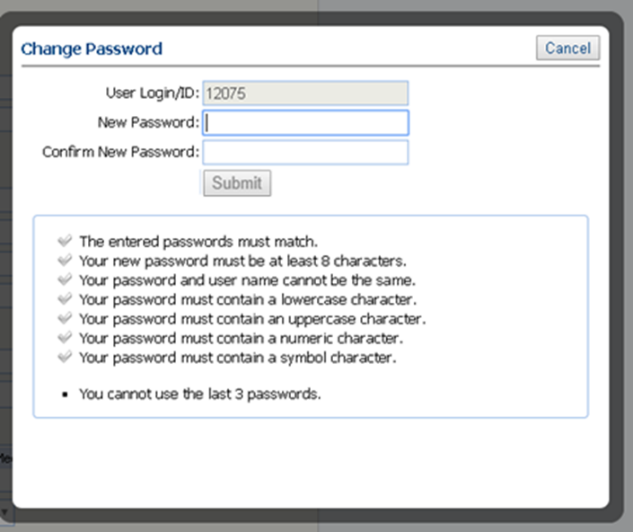 Change Password
Cancel
User Login/ID: 12075
New Password:
Confirm New Password:
Submit
The entered passwords must match.
Your new password must be at least 8 characters.
Your password and user name cannot be the same.
Your password must contain a lowercase character.
Your password must contain an uppercase character.
Your password must contain a numeric character.
Your password must contain a symbol character.
You cannot use the last 3 passwords.